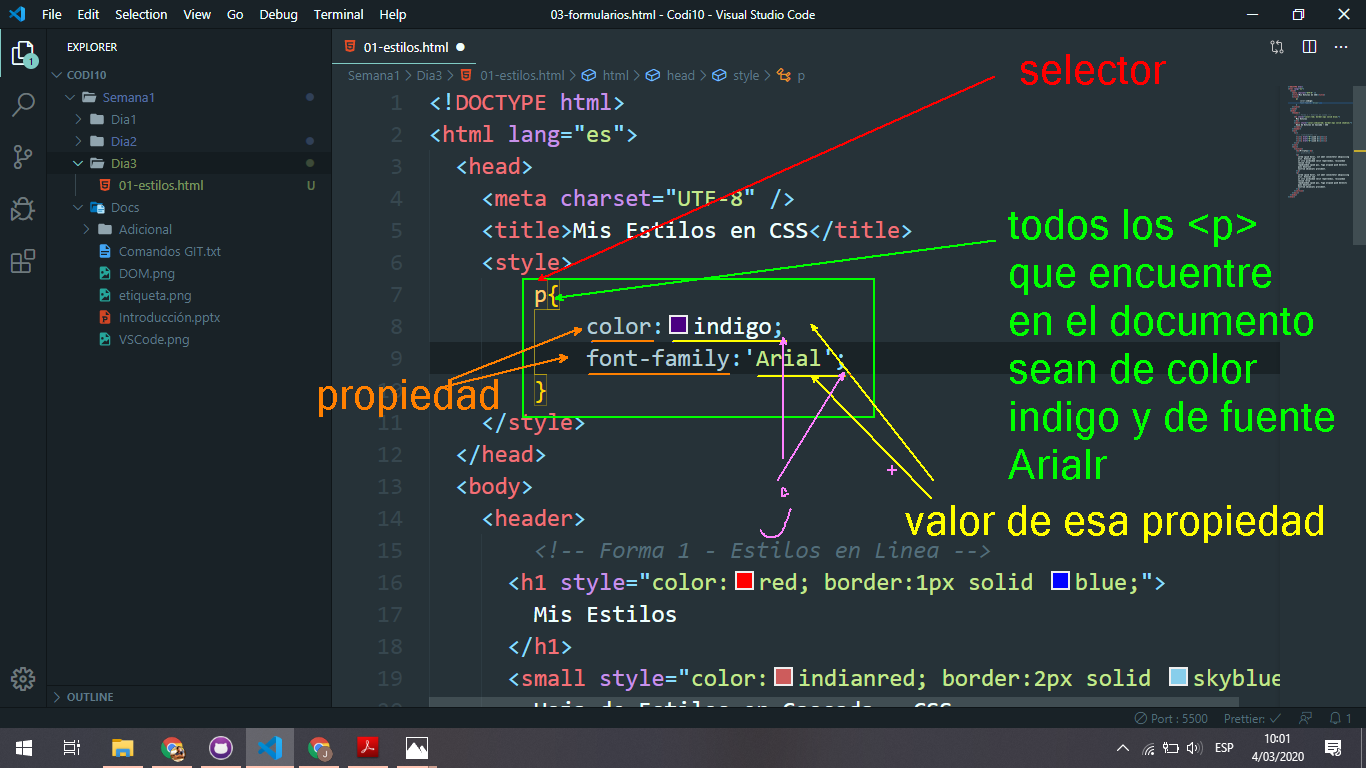 File Edit Selection View Go Debug Terminal Help
03-formularios.html - Codi10 - Visual Studio Code
1
EXPLORER
CODI10
Semana1
Dia1
Dia2
Dia3
01-estilos.html U
Docs
Adicional
Comandos GIT.txt
DOM.png
etiqueta.png
Introducción.pptx
VSCode.png
OUTLINE
01-estilos.html
Semana1 > Dia3 > 01-estilos.html > html > head > style > p
1 <!DOCTYPE html>
2 <html lang="es">
3 <head>
4 <meta charset="UTF-8" />
5 <title>Mis Estilos en CSS</title>
6 <style>
7 p{
8 color: indigo;
9 font-family:'Arial';
}
11 </style>
12 </head>
13 <body>
14 <header>
15 <!-- Forma 1 - Estilos en Linea -->
16 <h1 style="color: red; border:1px solid blue;">
17 Mis Estilos
18 </h1>
19 <small style="color: indianred; border:2px solid skyblue
selector
todos los <p>
que encuentre
en el documento
sean de color
indigo y de fuente
Arialr
propiedad
valor de esa propiedad
Port : 5500 Prettier: ✓ 1
ESP
10:01
4/03/2020